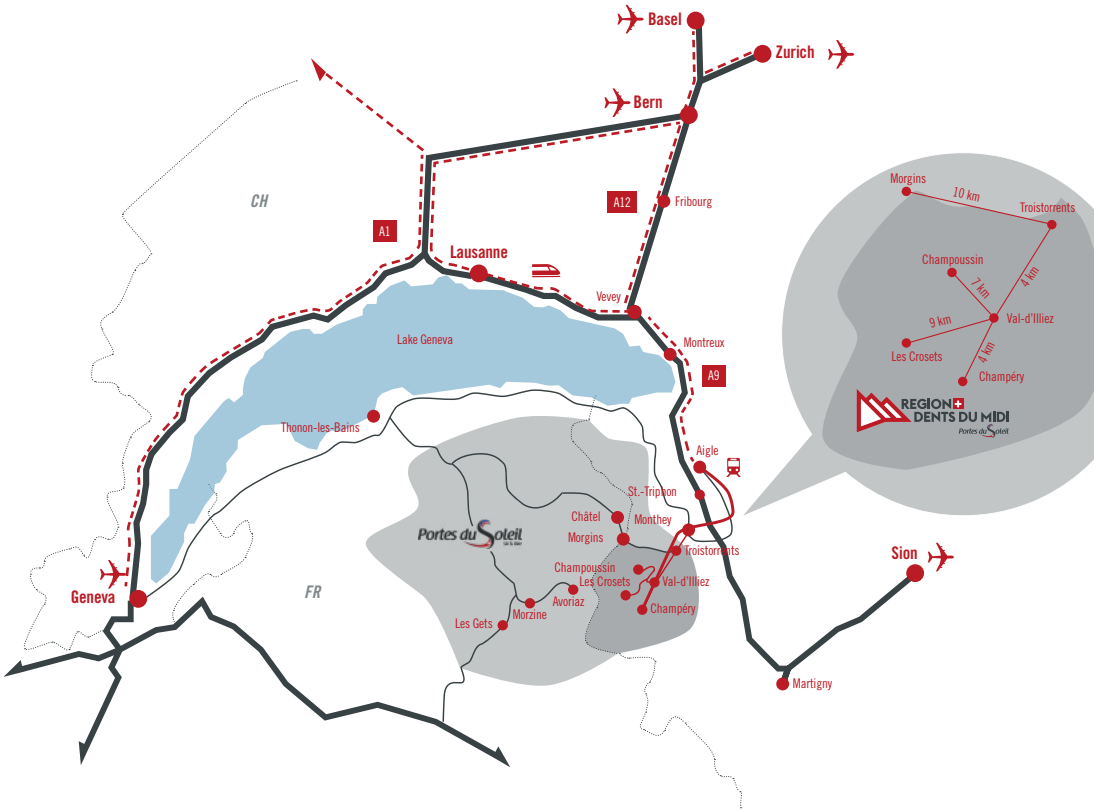 Basel
Zurich
Bern
CH
A12
Fribourg
A1
Lausanne
Vevey
Lake Geneva
Montreux
A9
Thonon-les-Bains
Aigle
St.-Triphon
Châtel
Monthey
Portes du Soleil
Morgins
Troistorrents
Champoussin
Les Crosets
Val-d'Illiez
Avoriaz
Champéry
Morzine
Les Gets
FR
Geneva
Sion
Martigny
Morgins
10 km
Troistorrents
Champoussin
7 km
4 km
9 km
Val-d'Illiez
Les Crosets
4 km
Champéry
REGION
DENTS DU MIDI
Portes du Soleil